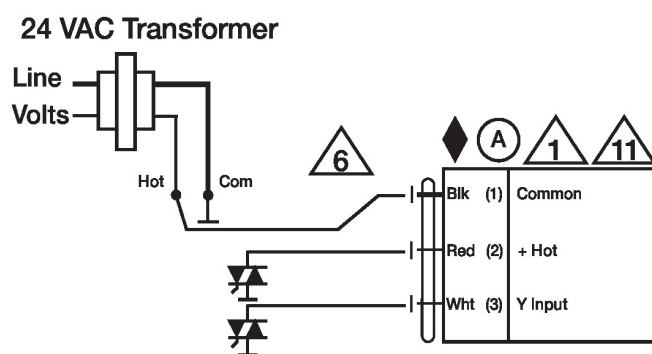 24 VAC Transformer
Line
Volts
Hot
Com
6
A
1
11
Blk (1) Common
Red (2) + Hot
Wht (3) Y Input